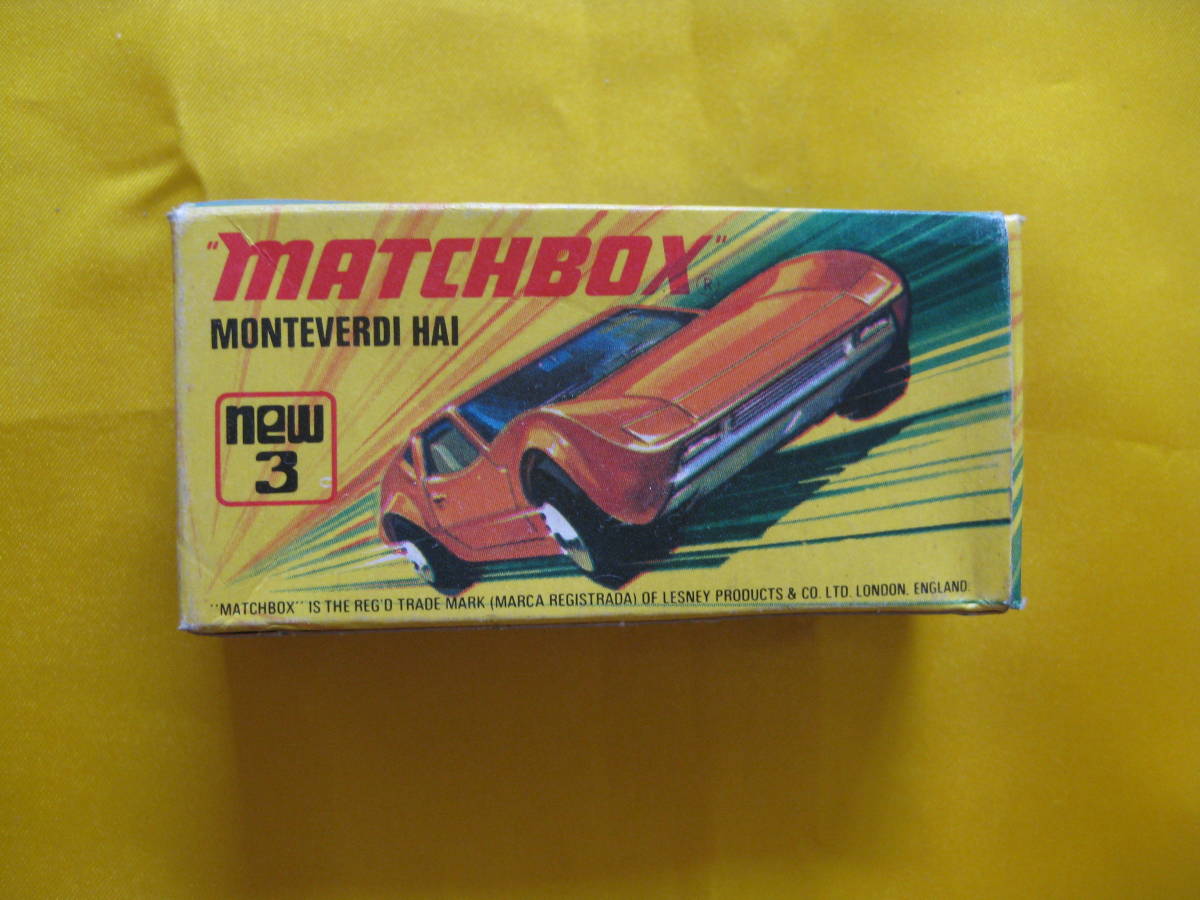 "MATCHBOX"®
MONTEVERDI HAI
new
3
"MATCHBOX" IS THE REG'D TRADE MARK (MARCA REGISTRADA) OF LESNEY PRODUCTS & CO. LTD. LONDON. ENGLAND.